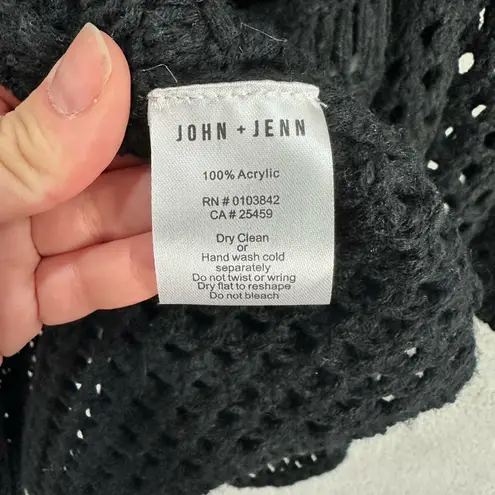 JOHN + JENN
100% Acrylic
RN # 0103842
CA # 25459
Dry Clean
or
Hand wash cold
separately
Do not twist or wring
Dry flat to reshape
Do not bleach